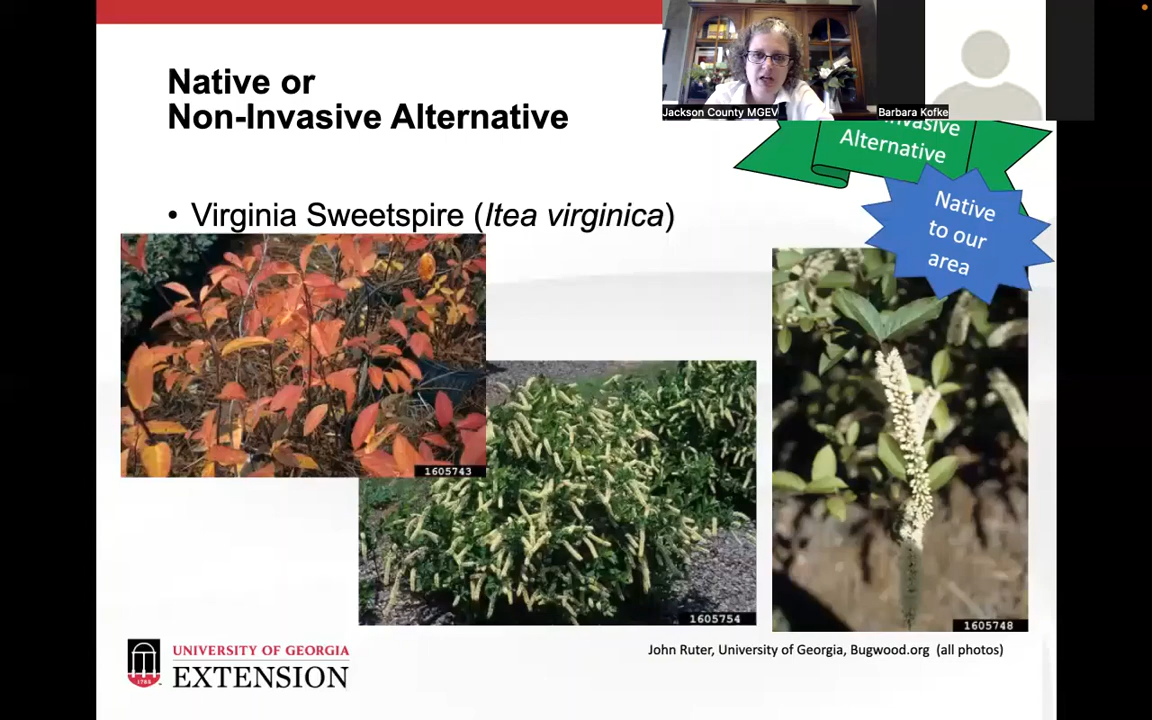 Native or
Non-Invasive Alternative
Jackson County MGEV
Barbara Kofke
Alternative
Native
to our
area
• Virginia Sweetspire (Itea virginica)
1605743
1605754
1605748
John Ruter, University of Georgia, Bugwood.org (all photos)
UNIVERSITY OF GEORGIA
EXTENSION
1785